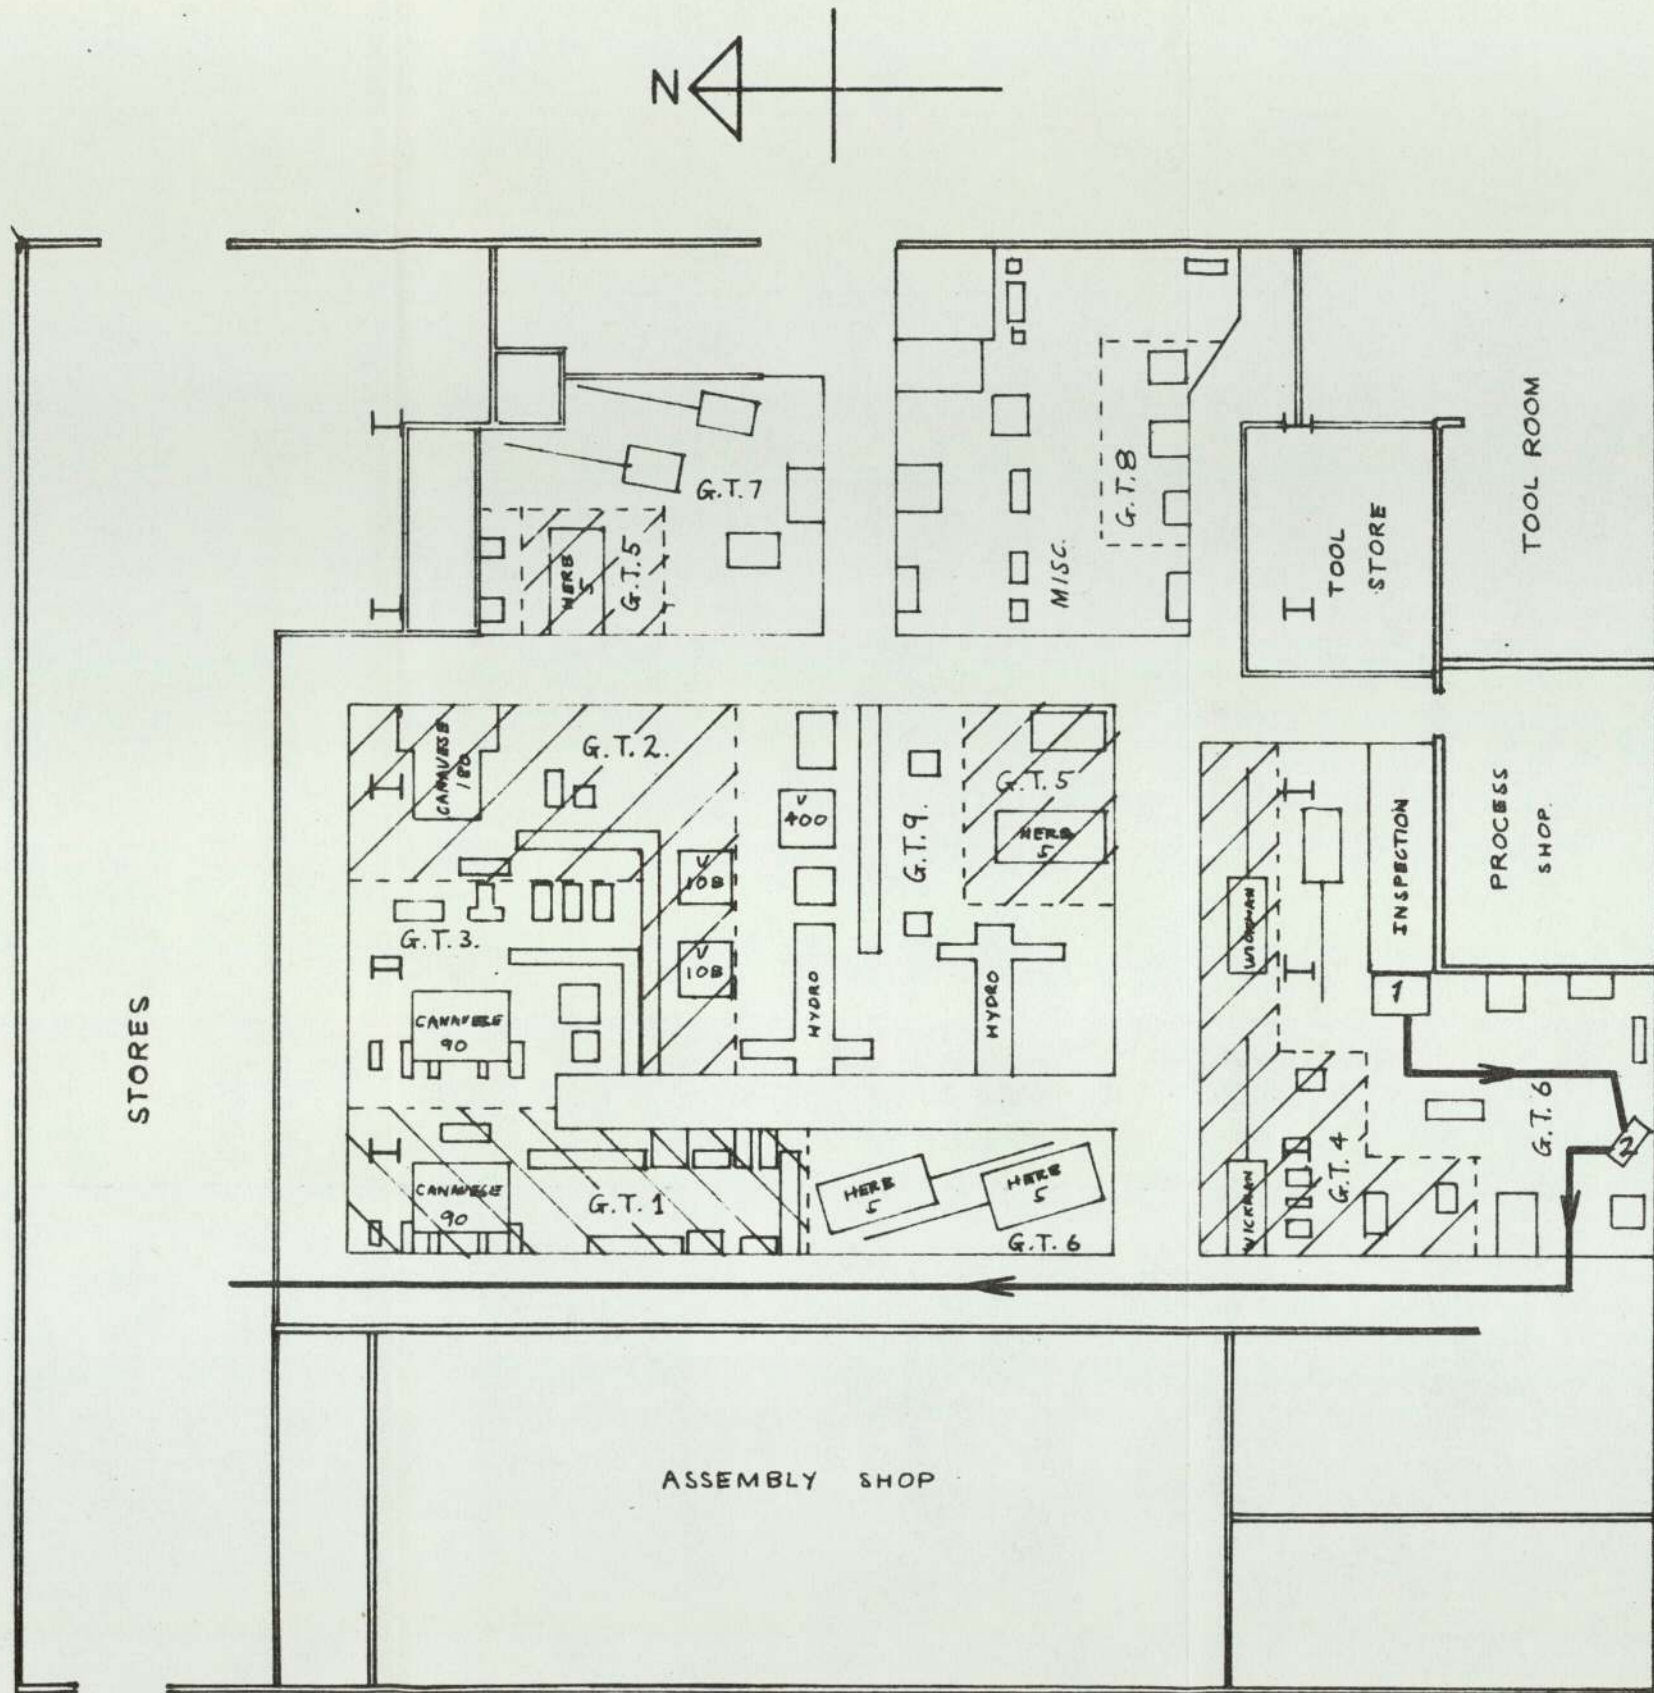 N
G.T.7
HERB
5
G.T.5
G.T.8
MISC.
TOOL
STORE
TOOL ROOM
CANAVESE
180
G.T.2.
V
400
V
108
V
108
G.T.9.
G.T.5
HERB
5
G.T.3.
CANAVESE
90
HYDRO
HYDRO
WICKMAN
INSPECTION
PROCESS
SHOP.
1
2
G.T.6
G.T.4
WICKMAN
STORES
CANAVESE
90
G.T.1
HERB
5
HERB
5
G.T.6
ASSEMBLY SHOP